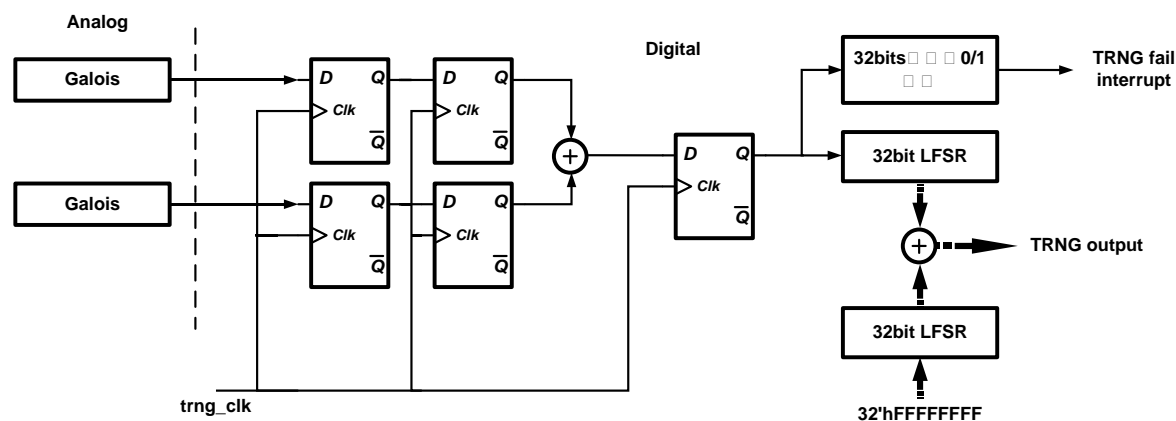 Analog
Digital
Galois
D Q
Clk
Q
D Q
Clk
Q
32bits 0/1
TRNG fail
interrupt
Galois
D Q
Clk
Q
D Q
Clk
Q
D Q
Clk
Q
32bit LFSR
TRNG output
32bit LFSR
trng_clk
32'hFFFFFFFF